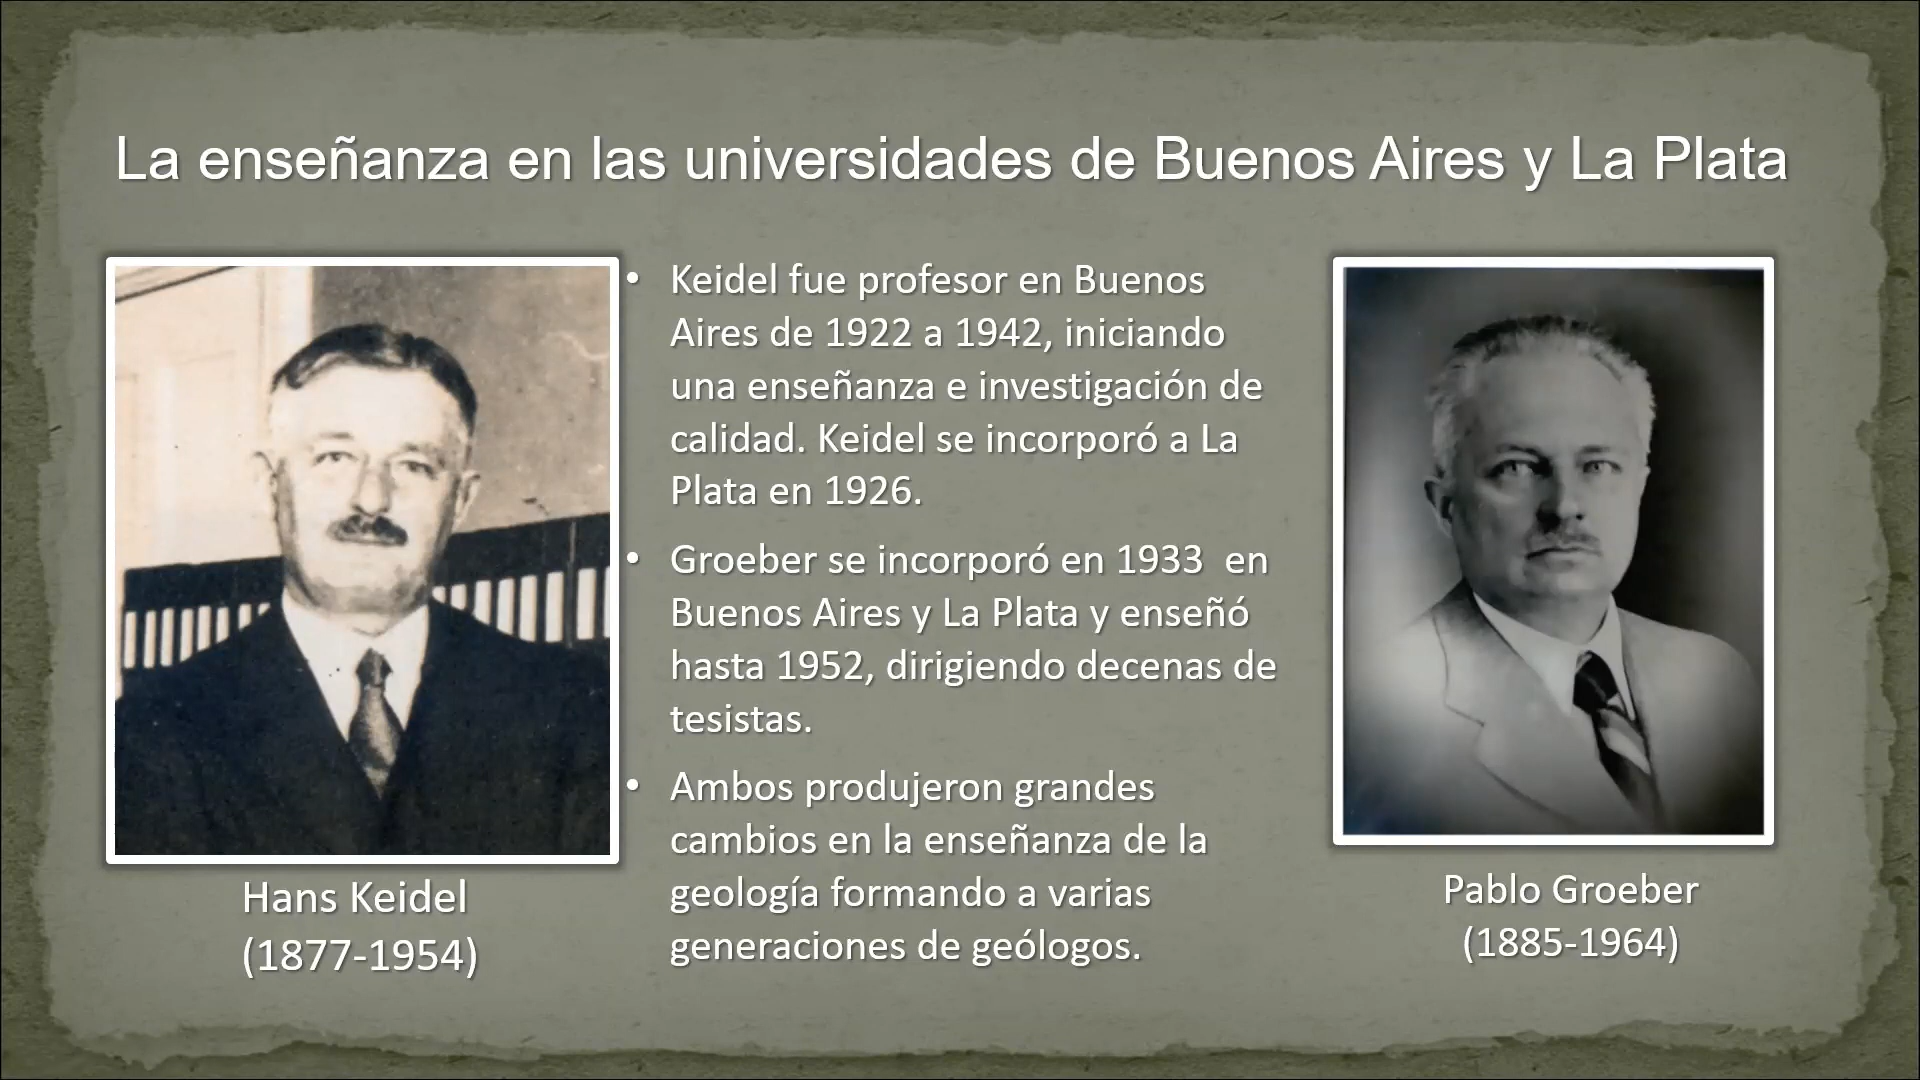 La enseñanza en las universidades de Buenos Aires y La Plata
• Keidel fue profesor en Buenos
Aires de 1922 a 1942, iniciando
una enseñanza e investigación de
calidad. Keidel se incorporó a La
Plata en 1926.
• Groeber se incorporó en 1933  en
Buenos Aires y La Plata y enseñó
hasta 1952, dirigiendo decenas de
tesistas.
• Ambos produjeron grandes
cambios en la enseñanza de la
geología formando a varias
generaciones de geólogos.
Hans Keidel
(1877-1954)
Pablo Groeber
(1885-1964)